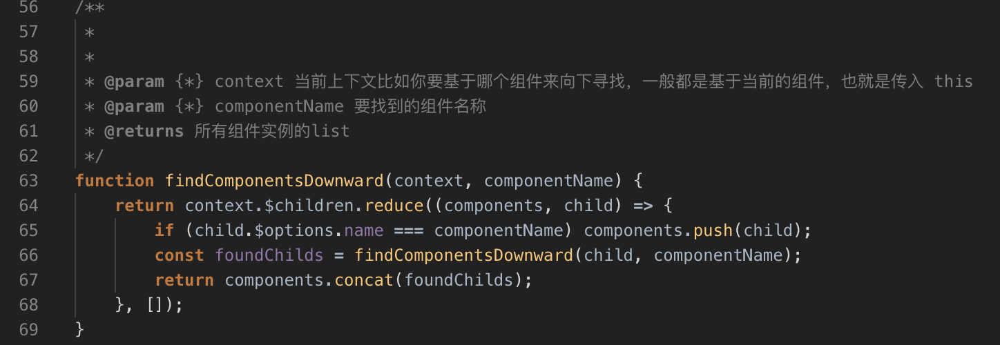 56 /**
57 *
58 *
59 * @param {*} context 当前上下文比如你要基于哪个组件来向下寻找，一般都是基于当前的组件，也就是传入 this
60 * @param {*} componentName 要找到的组件名称
61 * @returns 所有组件实例的list
62 */
63 function findComponentsDownward(context, componentName) {
64 return context.$children.reduce((components, child) => {
65 if (child.$options.name === componentName) components.push(child);
66 const foundChilds = findComponentsDownward(child, componentName);
67 return components.concat(foundChilds);
68 }, []);
69 }